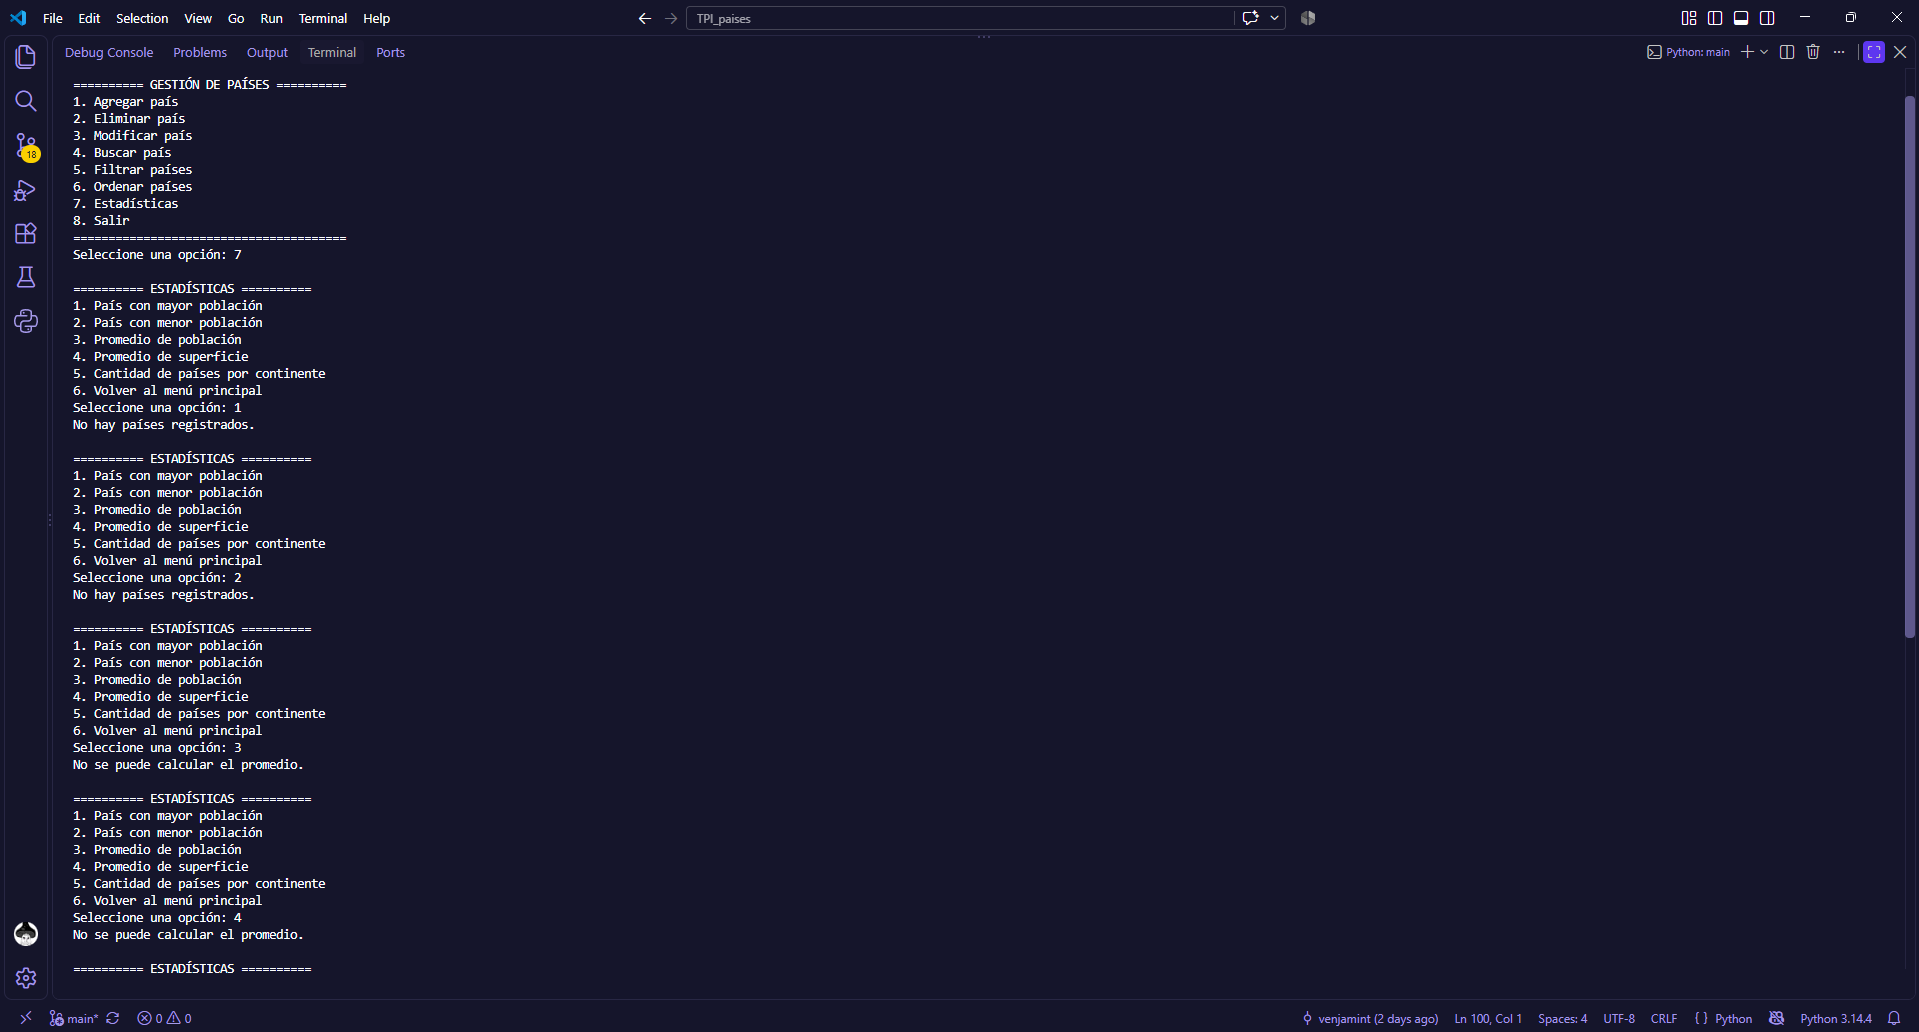 File Edit Selection View Go Run Terminal Help
TPI_paises
Debug Console Problems Output Terminal Ports
Python: main
========== GESTIÓN DE PAÍSES ==========
1. Agregar país
2. Eliminar país
3. Modificar país
4. Buscar país
5. Filtrar países
6. Ordenar países
7. Estadísticas
8. Salir
=======================================
Seleccione una opción: 7
========== ESTADÍSTICAS ==========
1. País con mayor población
2. País con menor población
3. Promedio de población
4. Promedio de superficie
5. Cantidad de países por continente
6. Volver al menú principal
Seleccione una opción: 1
No hay países registrados.
========== ESTADÍSTICAS ==========
1. País con mayor población
2. País con menor población
3. Promedio de población
4. Promedio de superficie
5. Cantidad de países por continente
6. Volver al menú principal
Seleccione una opción: 2
No hay países registrados.
========== ESTADÍSTICAS ==========
1. País con mayor población
2. País con menor población
3. Promedio de población
4. Promedio de superficie
5. Cantidad de países por continente
6. Volver al menú principal
Seleccione una opción: 3
No se puede calcular el promedio.
========== ESTADÍSTICAS ==========
1. País con mayor población
2. País con menor población
3. Promedio de población
4. Promedio de superficie
5. Cantidad de países por continente
6. Volver al menú principal
Seleccione una opción: 4
No se puede calcular el promedio.
========== ESTADÍSTICAS ==========
18
main* 0 0 venjamint (2 days ago) Ln 100, Col 1 Spaces: 4 UTF-8 CRLF {} Python Python 3.14.4